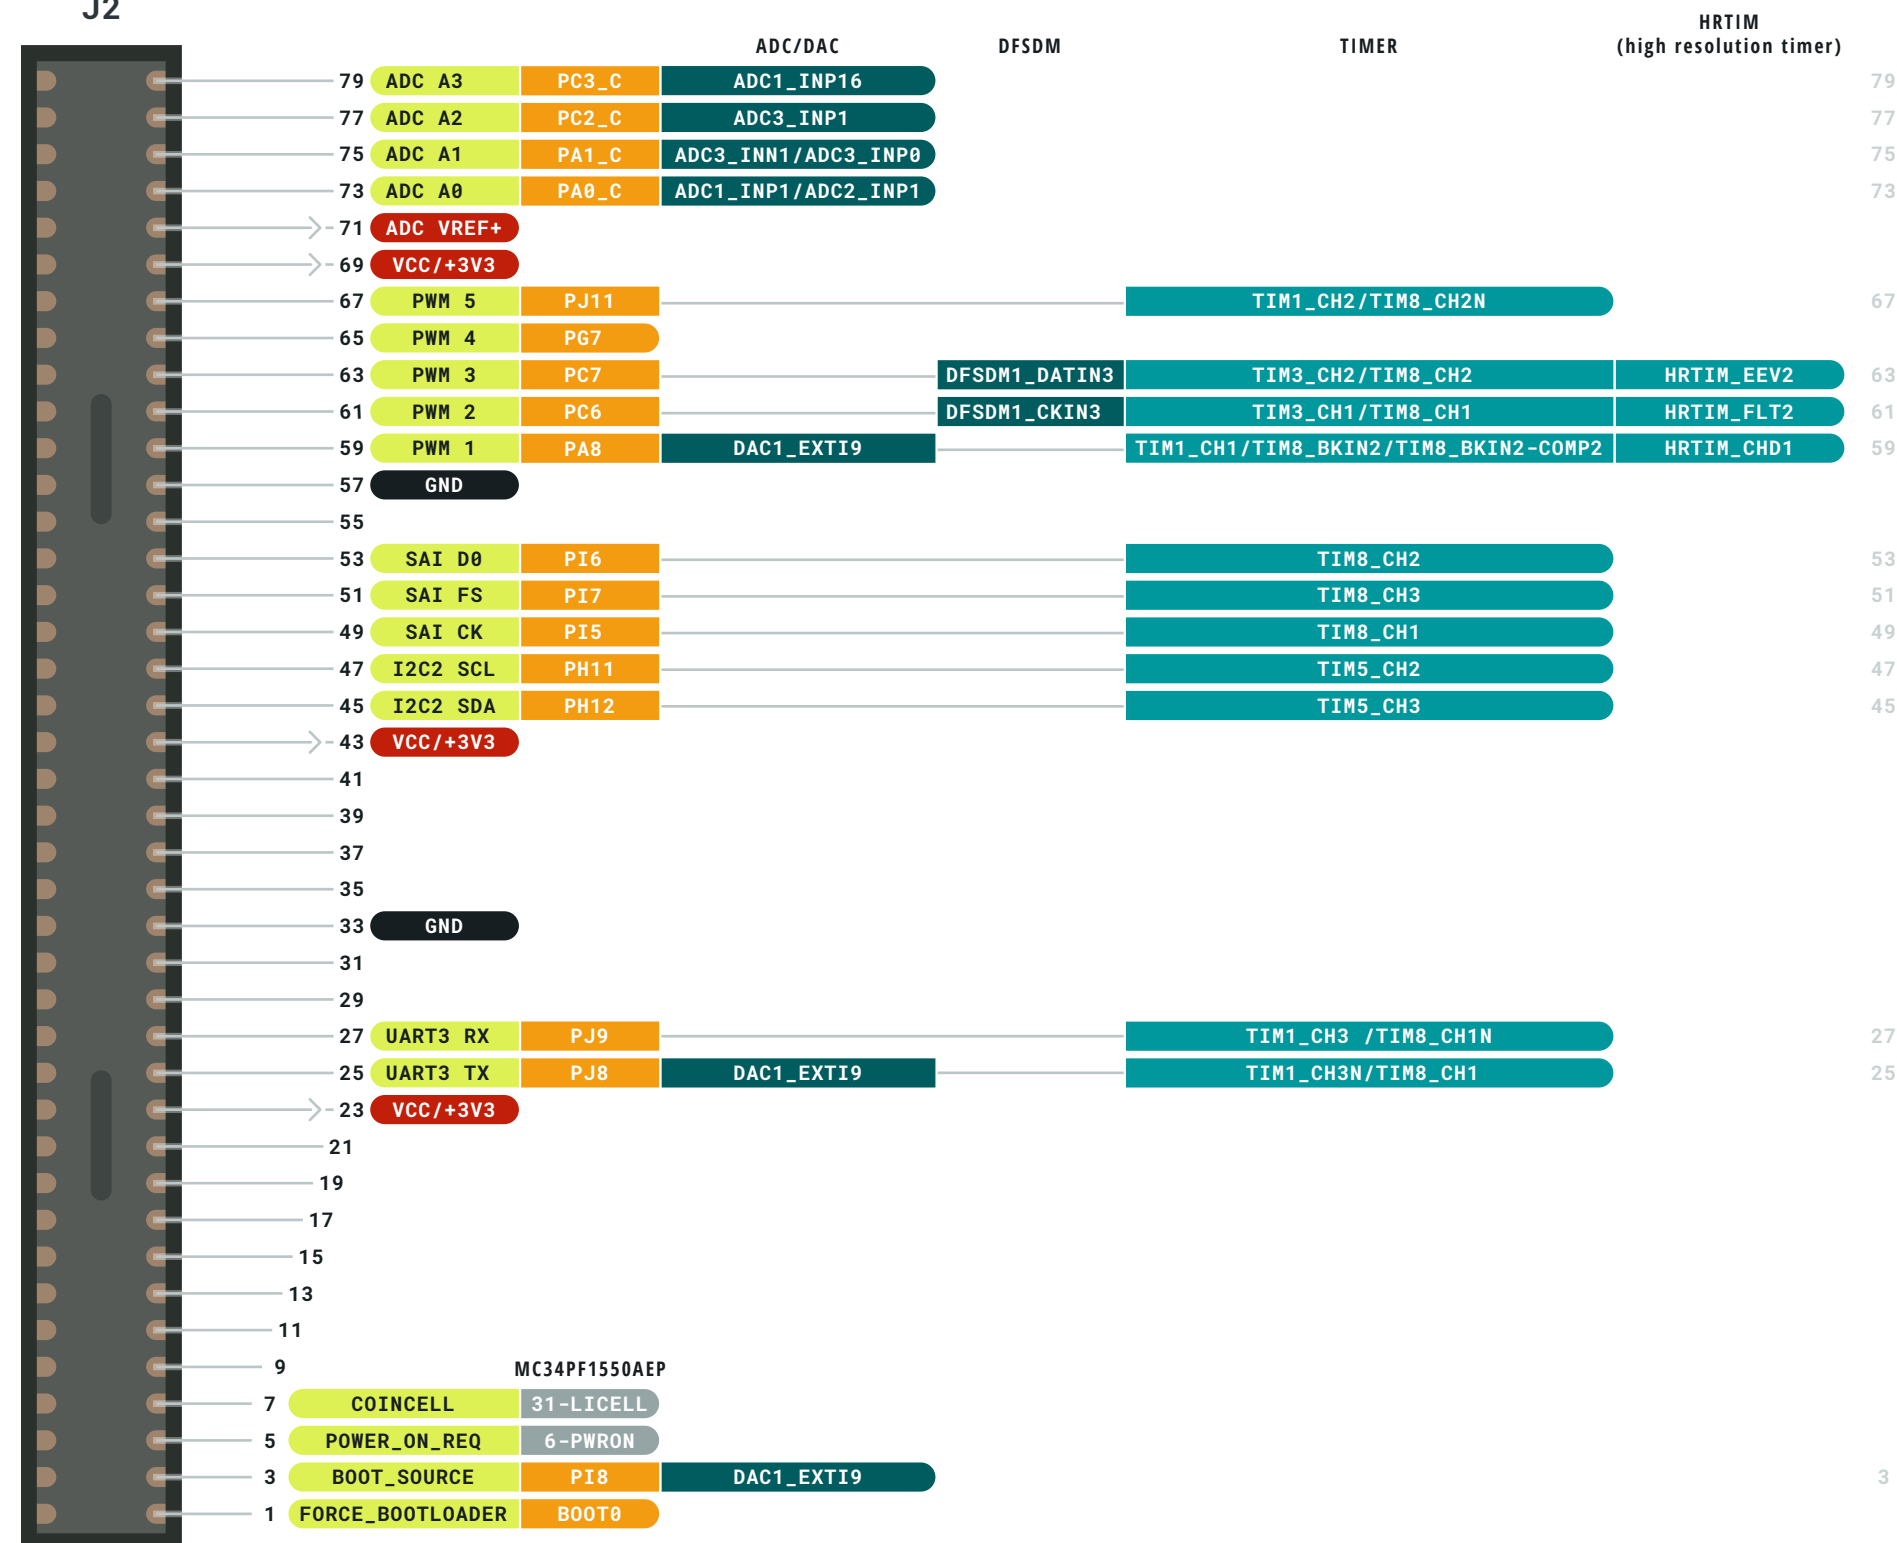 J2
HRTIM
ADC/DAC DFSDM TIMER (high resolution timer)
79 ADC A3 PC3_C ADC1_INP16 79
77 ADC A2 PC2_C ADC3_INP1 77
75 ADC A1 PA1_C ADC3_INN1/ADC3_INP0 75
73 ADC A0 PA0_C ADC1_INP1/ADC2_INP1 73
71 ADC VREF+
69 VCC/+3V3
67 PWM 5 PJ11 TIM1_CH2/TIM8_CH2N 67
65 PWM 4 PG7
63 PWM 3 PC7 DFSDM1_DATIN3 TIM3_CH2/TIM8_CH2 HRTIM_EEV2 63
61 PWM 2 PC6 DFSDM1_CKIN3 TIM3_CH1/TIM8_CH1 HRTIM_FLT2 61
59 PWM 1 PA8 DAC1_EXTI9 TIM1_CH1/TIM8_BKIN2/TIM8_BKIN2-COMP2 HRTIM_CHD1 59
57 GND
55
53 SAI D0 PI6 TIM8_CH2 53
51 SAI FS PI7 TIM8_CH3 51
49 SAI CK PI5 TIM8_CH1 49
47 I2C2 SCL PH11 TIM5_CH2 47
45 I2C2 SDA PH12 TIM5_CH3 45
43 VCC/+3V3
41
39
37
35
33 GND
31
29
27 UART3 RX PJ9 TIM1_CH3 /TIM8_CH1N 27
25 UART3 TX PJ8 DAC1_EXTI9 TIM1_CH3N/TIM8_CH1 25
23 VCC/+3V3
21
19
17
15
13
11
9 MC34PF1550AEP
7 COINCELL 31-LICELL
5 POWER_ON_REQ 6-PWRON
3 BOOT_SOURCE PI8 DAC1_EXTI9 3
1 FORCE_BOOTLOADER BOOT0